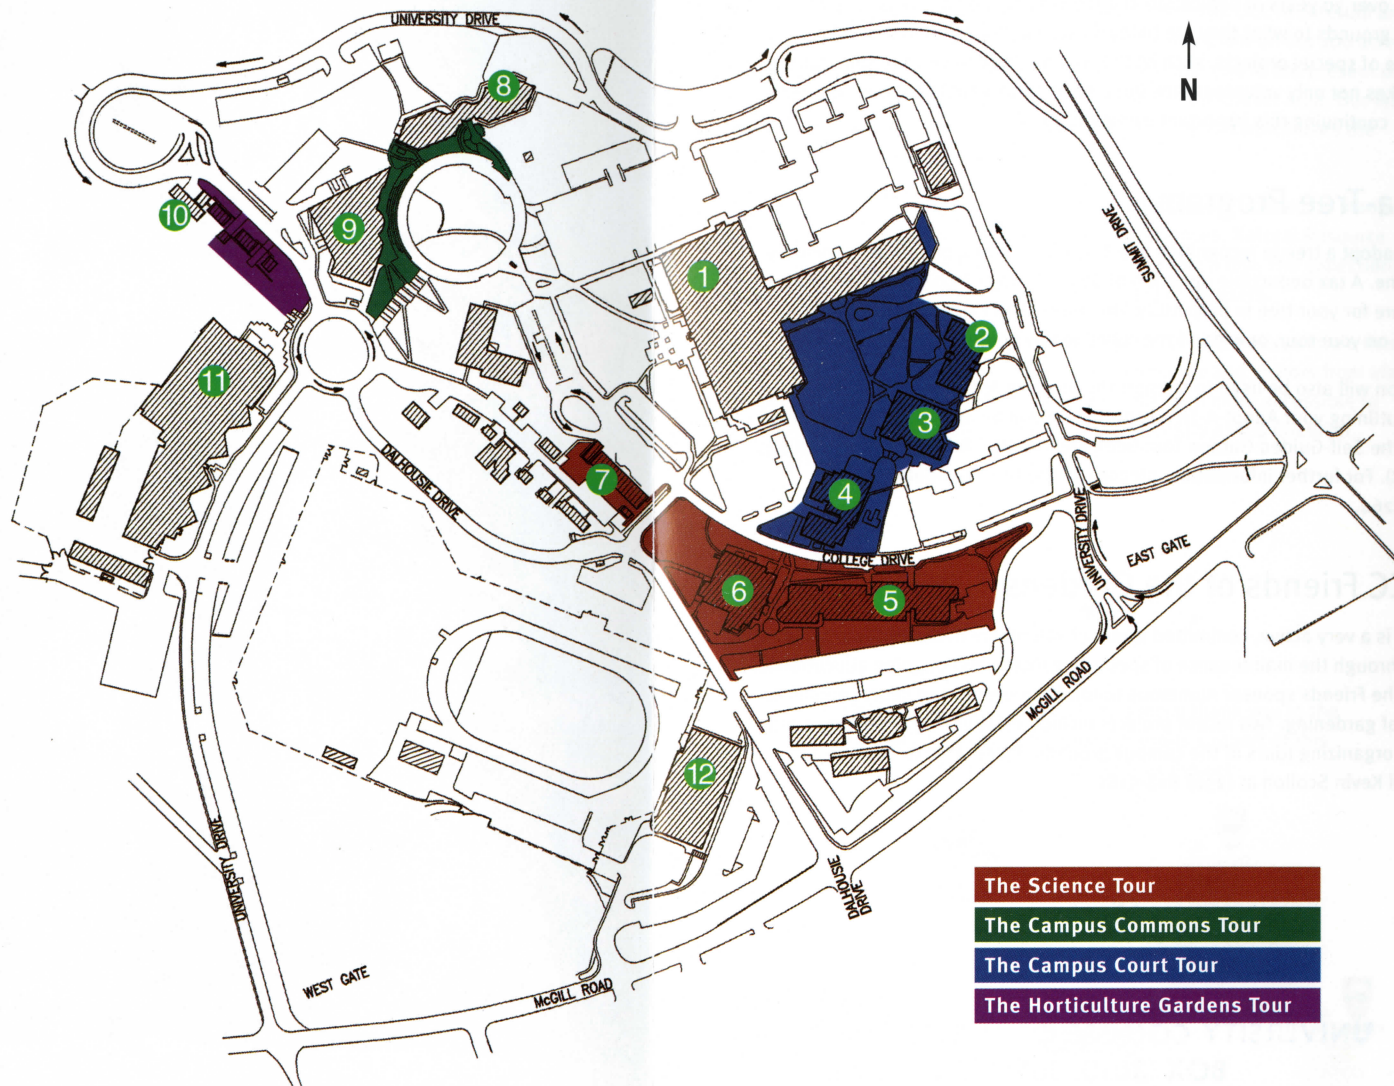 UNIVERSITY DRIVE
N
8
10
9
1
SUMMIT DRIVE
2
11
3
DALHOUSIE DRIVE
7
4
UNIVERSITY DRIVE
EAST GATE
COLLEGE DRIVE
6
5
McGILL ROAD
12
UNIVERSITY DRIVE
DALHOUSIE
DRIVE
WEST GATE
McGILL ROAD
The Science Tour
The Campus Commons Tour
The Campus Court Tour
The Horticulture Gardens Tour